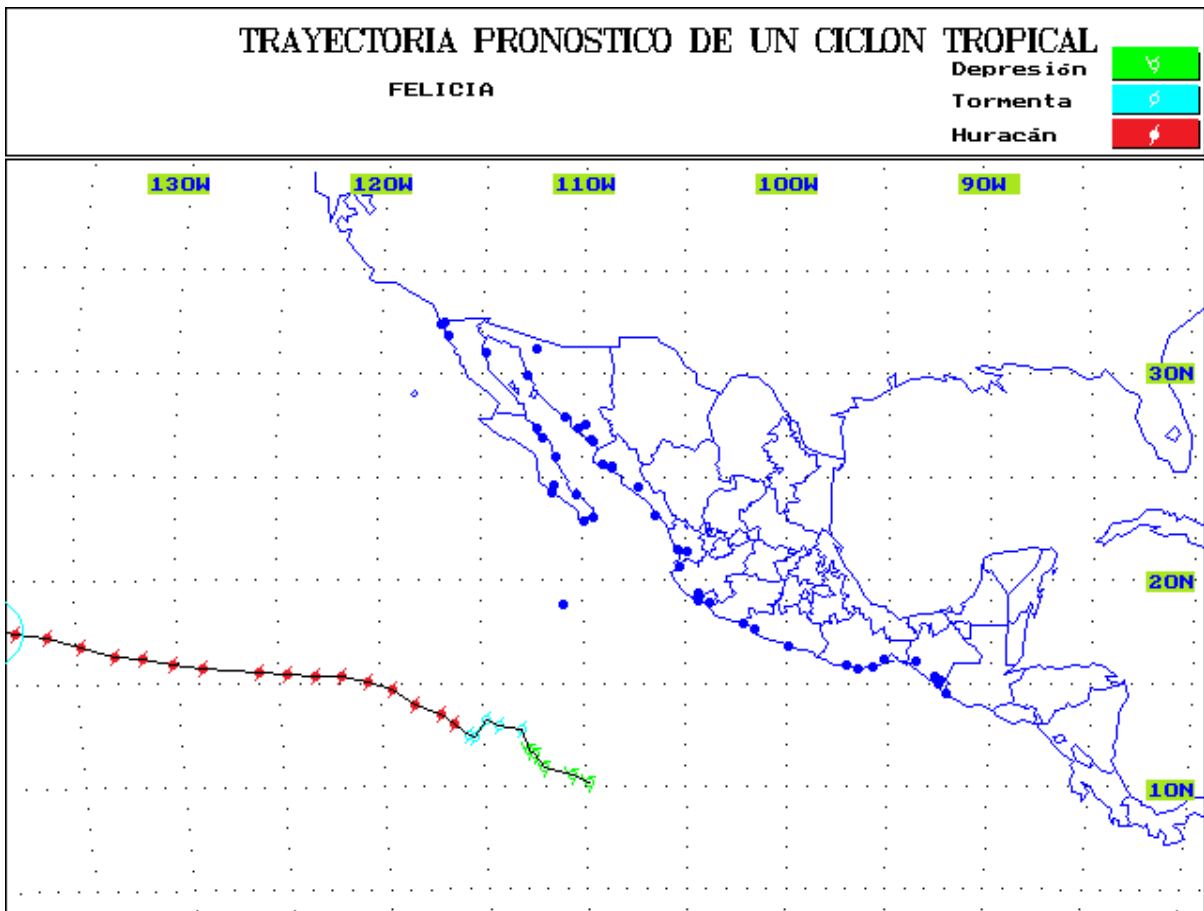 TRAYECTORIA PRONOSTICO DE UN CICLON TROPICAL
FELICIA
Depresión
Tormenta
Huracán
130W 120W 110W 100W 90W
30N
20N
10N